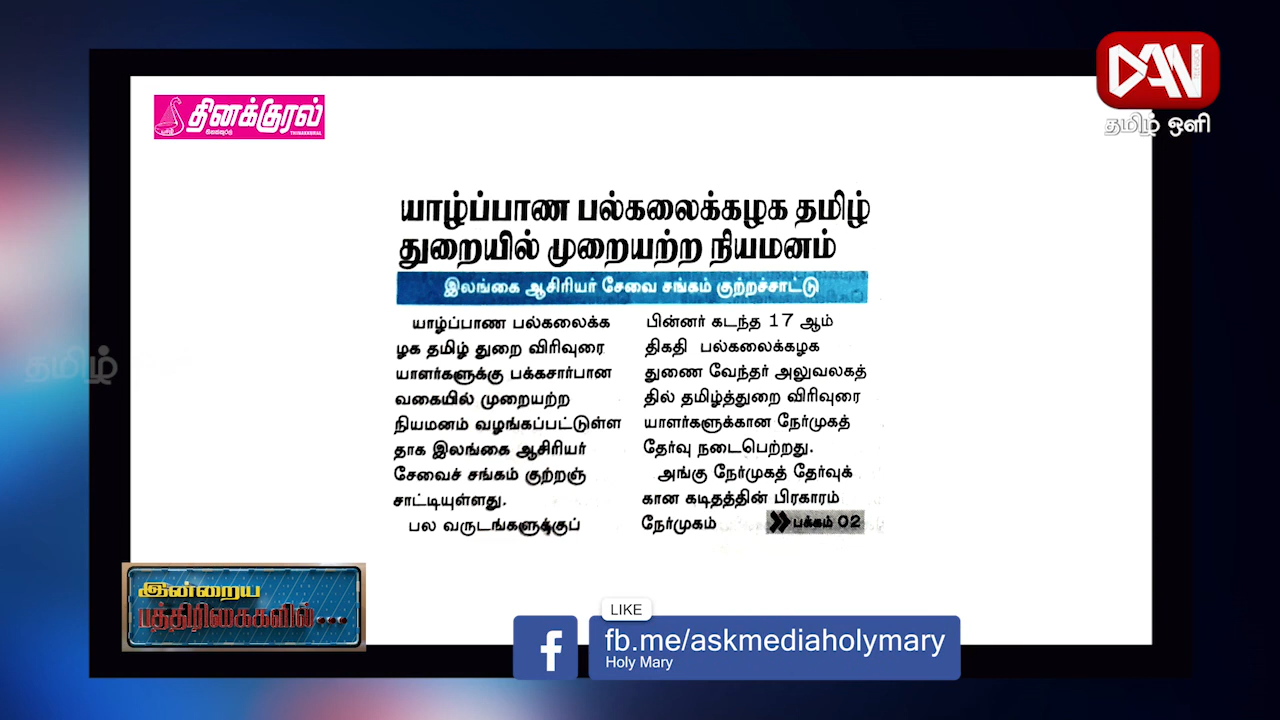 DAN
தமிழ் ஒளி
தினக்குரல்
THINAKKURAL
யாழ்ப்பாண பல்கலைக்கழக தமிழ்
துறையில் முறையற்ற நியமனம்
இலங்கை ஆசிரியர் சேவை சங்கம் குற்றச்சாட்டு
யாழ்ப்பாண பல்கலைக்க
ழக தமிழ் துறை விரிவுரை
யாளர்களுக்கு பக்கசார்பான
வகையில் முறையற்ற
நியமனம் வழங்கப்பட்டுள்ள
தாக இலங்கை ஆசிரியர்
சேவைச் சங்கம் குற்றஞ்
சாட்டியுள்ளது.
பல வருடங்களுக்குப்
பின்னர் கடந்த 17 ஆம்
திகதி பல்கலைக்கழக
துணை வேந்தர் அலுவலகத்
தில் தமிழ்த்துறை விரிவுரை
யாளர்களுக்கான நேர்முகத்
தேர்வு நடைபெற்றது.
அங்கு நேர்முகத் தேர்வுக்
கான கடிதத்தின் பிரகாரம்
நேர்முகம்
பக்கம் 02
தமிழ்
இன்றைய
பத்திரிகைகளில்...
LIKE
fb.me/askmediaholymary
Holy Mary